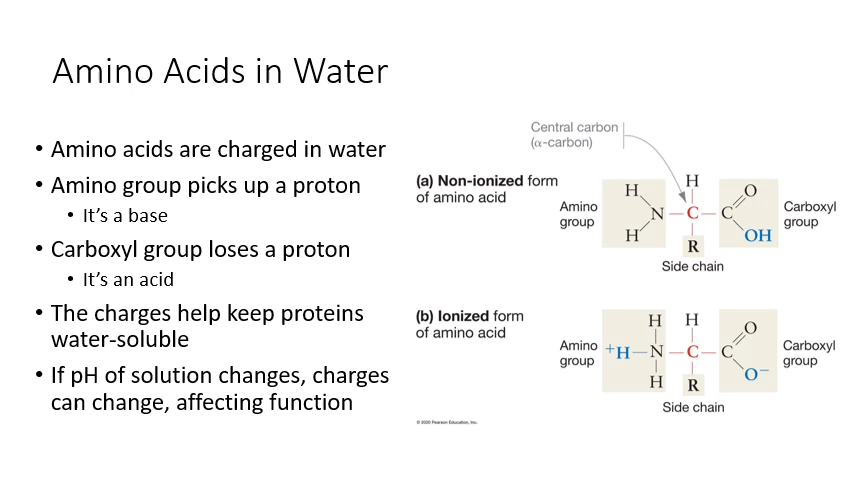 Amino Acids in Water
• Amino acids are charged in water
• Amino group picks up a proton
• It’s a base
• Carboxyl group loses a proton
• It’s an acid
• The charges help keep proteins
water-soluble
• If pH of solution changes, charges
can change, affecting function
Central carbon
(α-carbon)
(a) Non-ionized form
of amino acid
Amino
group
H
H
N
H
C
R
C
O
OH
Carboxyl
group
Side chain
(b) Ionized form
of amino acid
Amino
group
+H
H
N
H
H
C
R
C
O
O−
Carboxyl
group
Side chain
© 2020 Pearson Education, Inc.